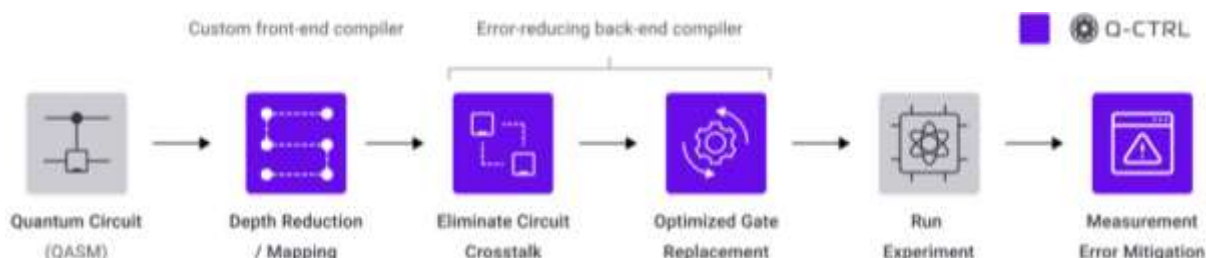 Custom front-end compiler
Error-reducing back-end compiler
Q-CTRL
Quantum Circuit
(QASM)
Depth Reduction
/ Mapping
Eliminate Circuit
Crosstalk
Optimized Gate
Replacement
Run
Experiment
Measurement
Error Mitigation